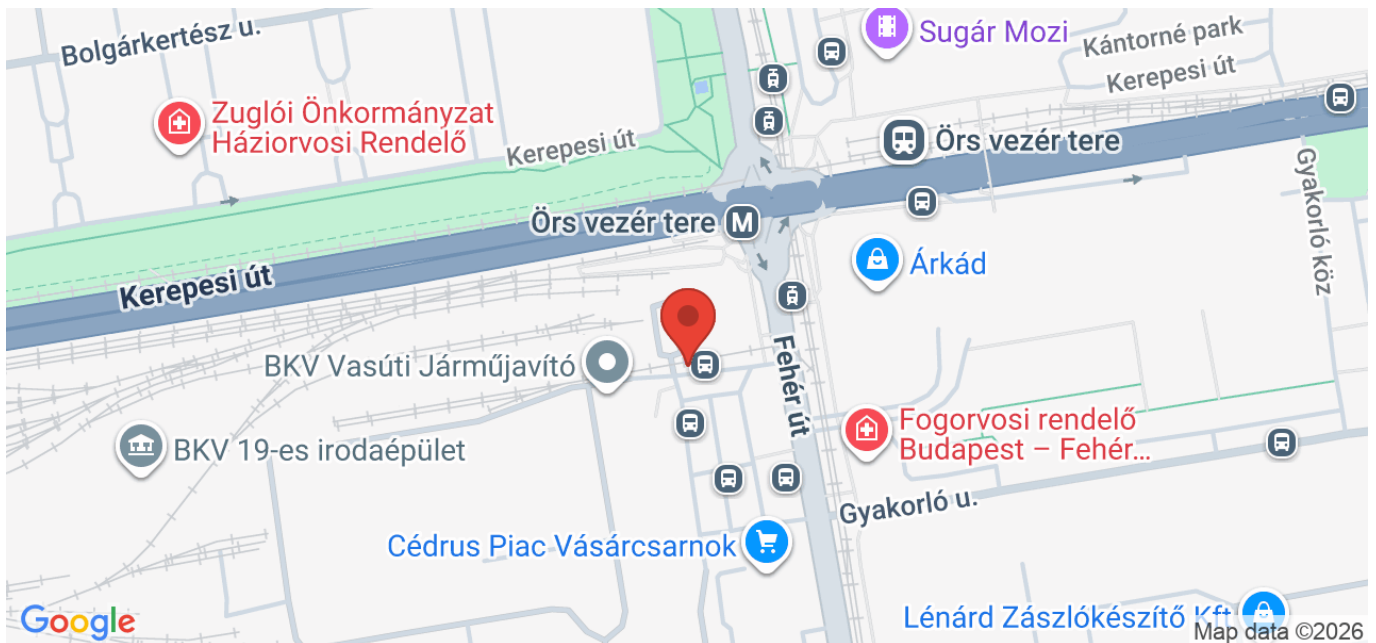 Bolgárkertész u.
Sugár Mozi
Kántorné park
Kerepesi út
Zuglói Önkormányzat
Háziorvosi Rendelő
Kerepesi út
Örs vezér tere
Gyakorló köz
Örs vezér tere M
Árkád
Kerepesi út
BKV Vasúti Járműjavító
Fehér út
Fogorvosi rendelő
Budapest – Fehér...
BKV 19-es irodaépület
Gyakorló u.
Cédrus Piac Vásárcsarnok
Lénárd Zászlókészítő Kft
Google
Map data ©2026